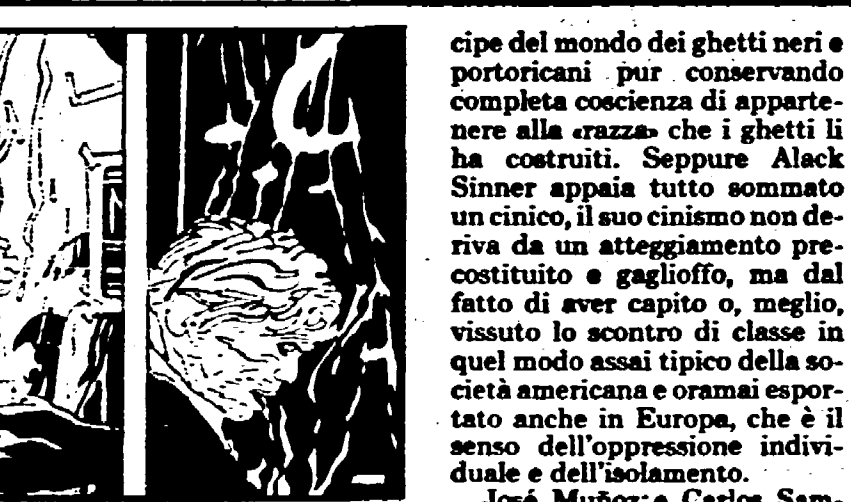 cipe del mondo dei ghetti neri e
portoricani pur conservando
completa coscienza di apparte-
nere alla «razza» che i ghetti li
ha costruiti. Seppure Alack
Sinner appaia tutto sommato
un cinico, il suo cinismo non de-
riva da un atteggiamento pre-
costituito e gaglioffo, ma dal
fatto di aver capito o, meglio,
vissuto lo scontro di classe in
quel modo assai tipico della so-
cietà americana e oramai espor-
tato anche in Europa, che è il
senso dell'oppressione indivi-
duale e dell'isolamento.
José Muñoz e Carlos Sam-